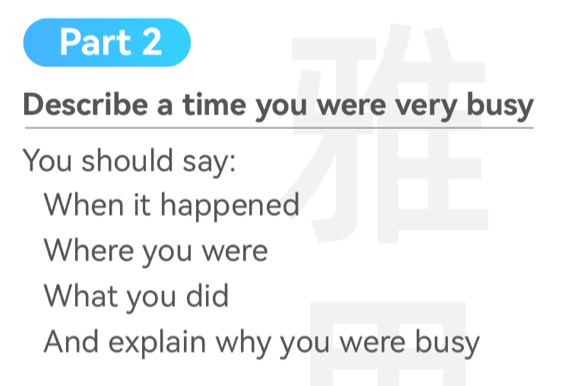 Part 2
Describe a time you were very busy
You should say:
When it happened
Where you were
What you did
And explain why you were busy
雅